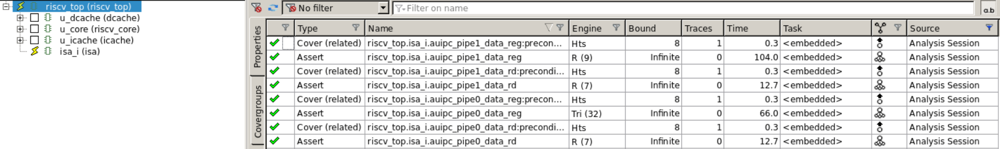 riscv_top (riscv_top)
u_dcache (dcache)
u_core (riscv_core)
u_icache (icache)
isa_i (isa)
No filter
Filter on name
a.b
Properties
Covergroups
Type Name Engine Bound Traces Time Task Source
Cover (related) riscv_top.isa_i.auipc_pipe1_data_reg:precon... Hts 8 1 0.3 <embedded> Analysis Session
Assert riscv_top.isa_i.auipc_pipe1_data_reg R (9) Infinite 0 104.0 <embedded> Analysis Session
Cover (related) riscv_top.isa_i.auipc_pipe1_data_rd:precondi... Hts 8 1 0.3 <embedded> Analysis Session
Assert riscv_top.isa_i.auipc_pipe1_data_rd R (7) Infinite 0 12.7 <embedded> Analysis Session
Cover (related) riscv_top.isa_i.auipc_pipe0_data_reg:precon... Hts 8 1 0.3 <embedded> Analysis Session
Assert riscv_top.isa_i.auipc_pipe0_data_reg Tri (32) Infinite 0 66.0 <embedded> Analysis Session
Cover (related) riscv_top.isa_i.auipc_pipe0_data_rd:precondi... Hts 8 1 0.3 <embedded> Analysis Session
Assert riscv_top.isa_i.auipc_pipe0_data_rd R (7) Infinite 0 12.7 <embedded> Analysis Session